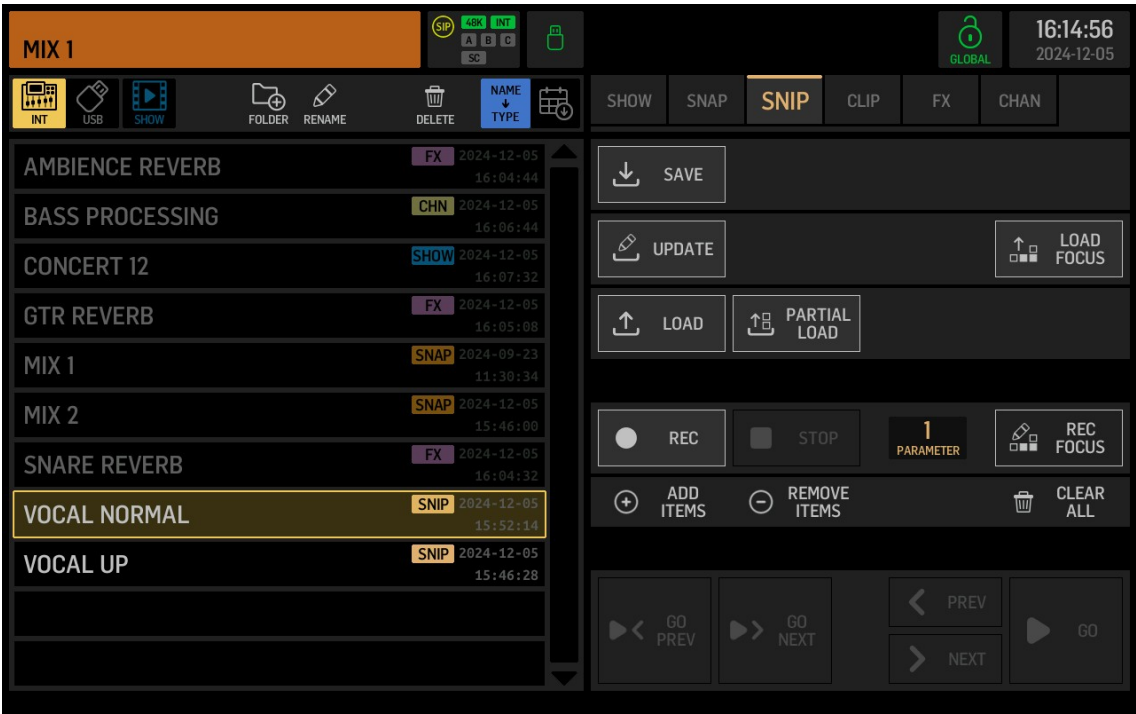 MIX 1
SIP
48K INT
A B C
SC
GLOBAL
16:14:56
2024-12-05
INT
USB
SHOW
FOLDER
RENAME
DELETE
NAME
TYPE
SHOW
SNAP
SNIP
CLIP
FX
CHAN
AMBIENCE REVERB
FX 2024-12-05
16:04:44
BASS PROCESSING
CHN 2024-12-05
16:06:44
CONCERT 12
SHOW 2024-12-05
16:07:32
GTR REVERB
FX 2024-12-05
16:05:08
MIX 1
SNAP 2024-09-23
11:30:34
MIX 2
SNAP 2024-12-05
15:46:00
SNARE REVERB
FX 2024-12-05
16:04:32
VOCAL NORMAL
SNIP 2024-12-05
15:52:14
VOCAL UP
SNIP 2024-12-05
15:46:28
SAVE
UPDATE
LOAD
FOCUS
LOAD
PARTIAL
LOAD
REC
STOP
1
PARAMETER
REC
FOCUS
ADD
ITEMS
REMOVE
ITEMS
CLEAR
ALL
GO
PREV
GO
NEXT
PREV
NEXT
GO